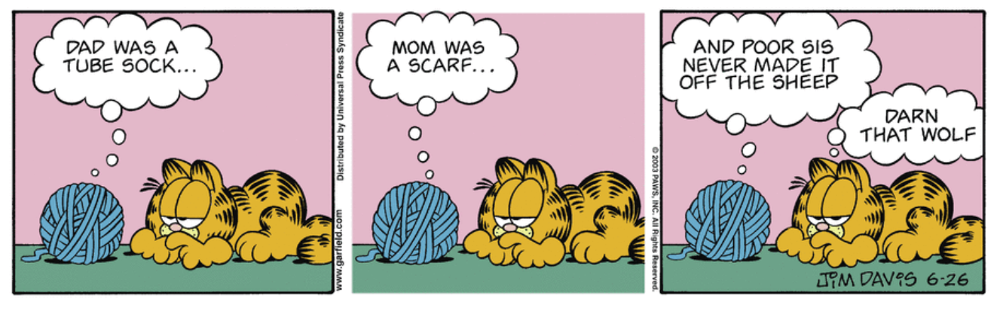 DAD WAS A
TUBE SOCK...
Distributed by Universal Press Syndicate
www.garfield.com
MOM WAS
A SCARF...
© 2003 PAWS, INC. All Rights Reserved.
AND POOR SIS
NEVER MADE IT
OFF THE SHEEP
DARN
THAT WOLF
JIM DAVIS 6-26